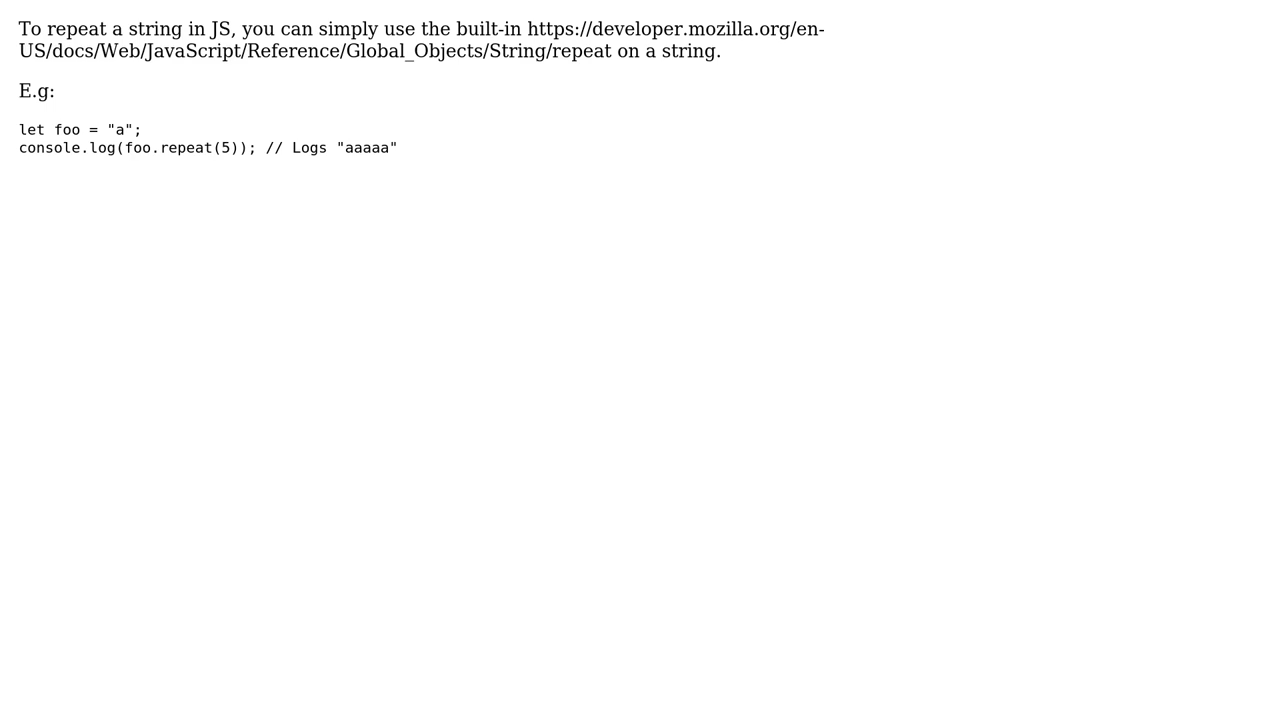 To repeat a string in JS, you can simply use the built-in https://developer.mozilla.org/en-
US/docs/Web/JavaScript/Reference/Global_Objects/String/repeat on a string.
E.g:
let foo = "a";
console.log(foo.repeat(5)); // Logs "aaaaa"